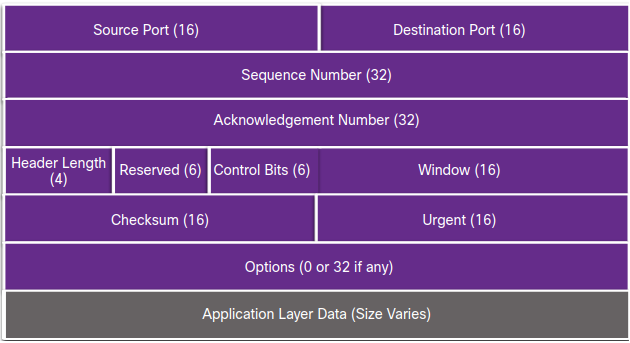 Source Port (16)
Destination Port (16)
Sequence Number (32)
Acknowledgement Number (32)
Header Length
(4)
Reserved (6)
Control Bits (6)
Window (16)
Checksum (16)
Urgent (16)
Options (0 or 32 if any)
Application Layer Data (Size Varies)